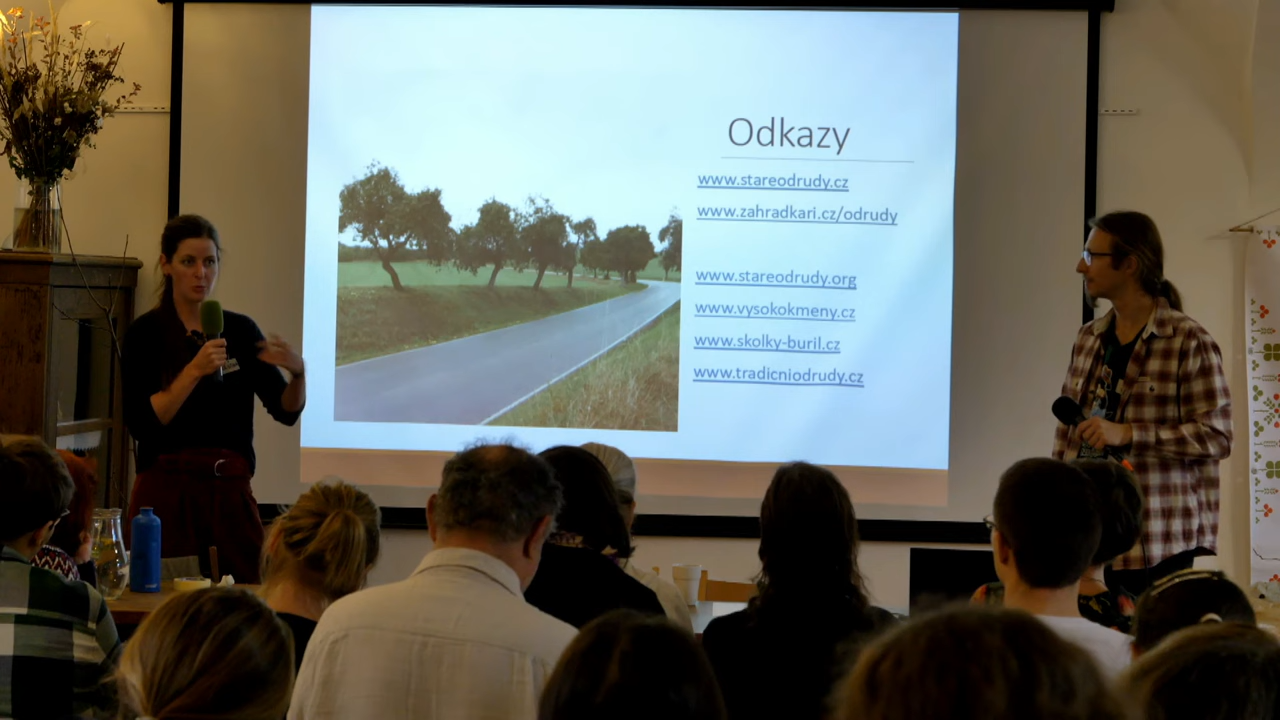 Odkazy
www.stareodrudy.cz
www.zahradkari.cz/odrudy
www.stareodrudy.org
www.vysokokmeny.cz
www.skolky-buril.cz
www.tradicniodrudy.cz